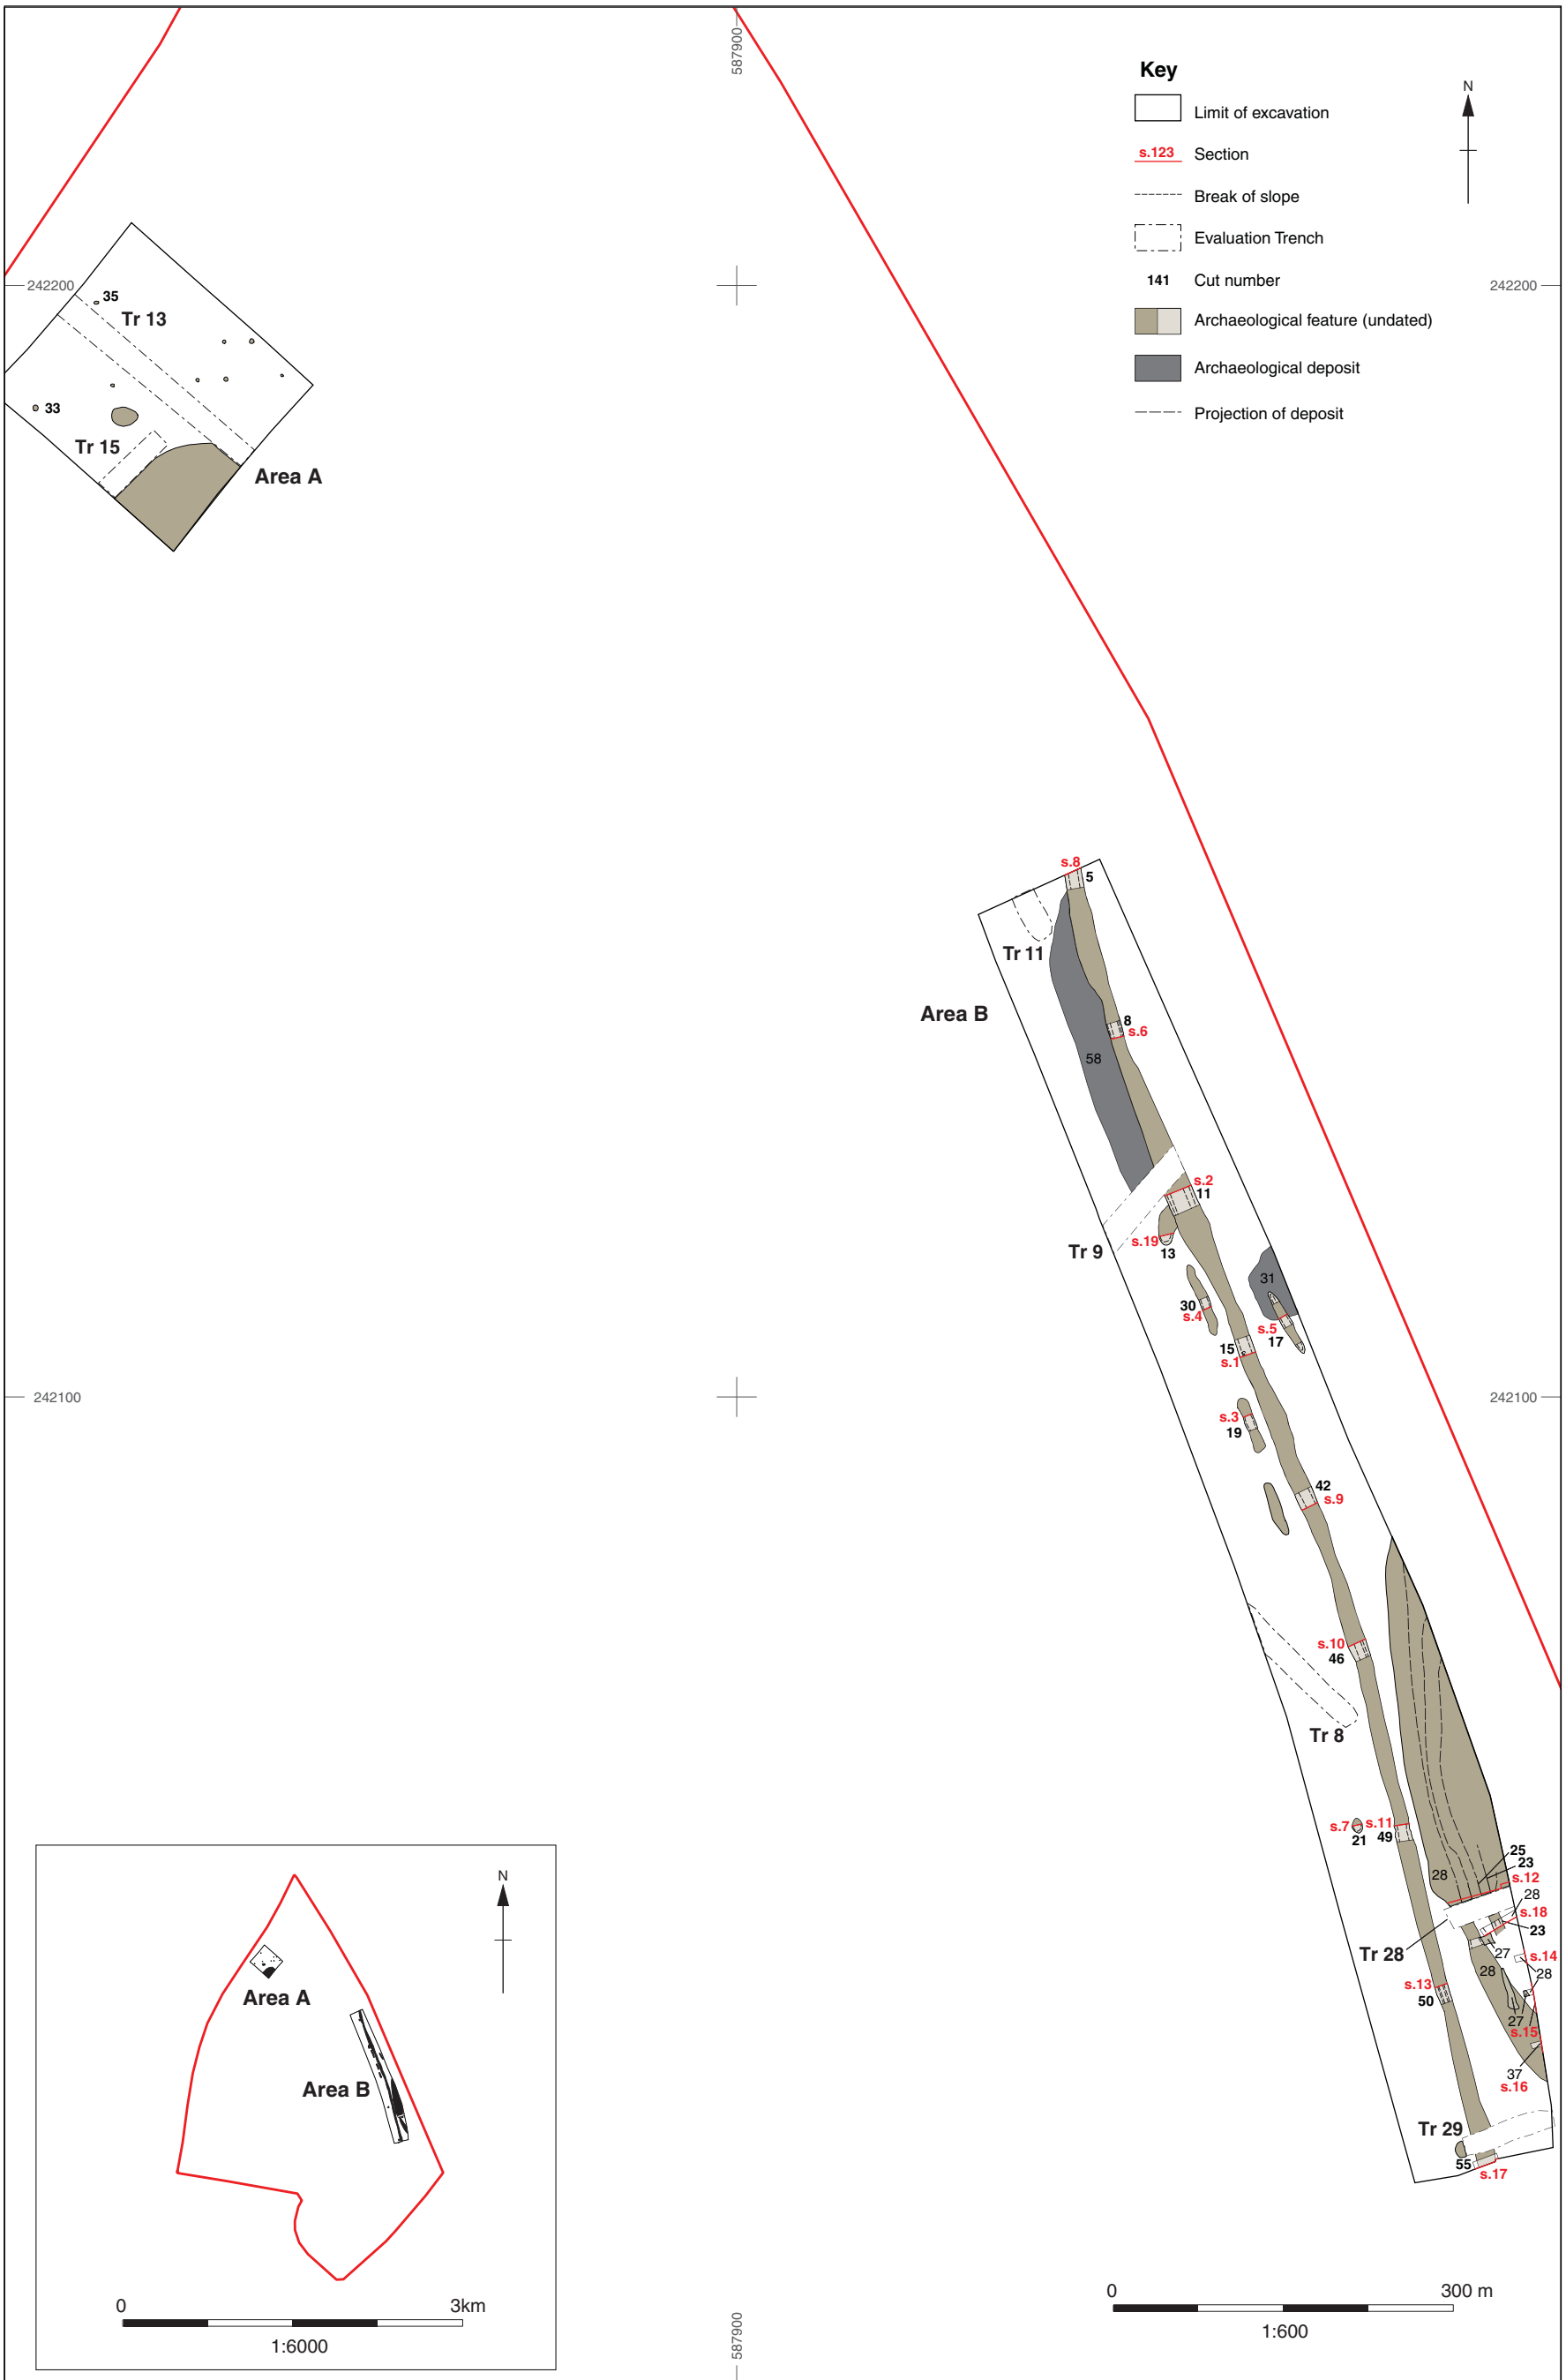 587900
Key
N
Limit of excavation
s.123 Section
Break of slope
Evaluation Trench
141 Cut number
Archaeological feature (undated)
Archaeological deposit
Projection of deposit
242200
242200
35
Tr 13
33
Tr 15
Area A
s.8
5
Tr 11
Area B
8
s.6
58
s.2
11
s.19
13
Tr 9
31
30
s.4
s.5
17
15
s.1
242100
242100
s.3
19
42
s.9
s.10
46
Tr 8
s.7
21
s.11
49
28
25
23
s.12
28
s.18
23
Tr 28
27
s.14
28
28
s.13
50
27
s.15
37
s.16
Tr 29
55
s.17
N
Area A
Area B
0 3km
1:6000
587900
0 300 m
1:600